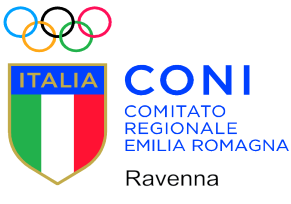 ITALIA
CONI
COMITATO
REGIONALE
EMILIA ROMAGNA
Ravenna